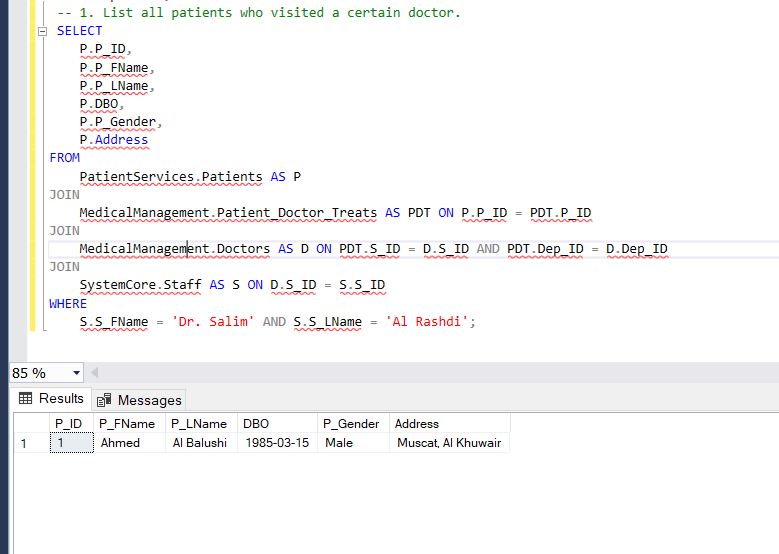 -- 1. List all patients who visited a certain doctor.
SELECT
P.P_ID,
P.P_FName,
P.P_LName,
P.DBO,
P.P_Gender,
P.Address
FROM
PatientServices.Patients AS P
JOIN
MedicalManagement.Patient_Doctor_Treats AS PDT ON P.P_ID = PDT.P_ID
JOIN
MedicalManagement.Doctors AS D ON PDT.S_ID = D.S_ID AND PDT.Dep_ID = D.Dep_ID
JOIN
SystemCore.Staff AS S ON D.S_ID = S.S_ID
WHERE
S.S_FName = 'Dr. Salim' AND S.S_LName = 'Al Rashdi';
85 %
Results Messages
P_ID P_FName P_LName DBO P_Gender Address
1 1 Ahmed Al Balushi 1985-03-15 Male Muscat, Al Khuwair